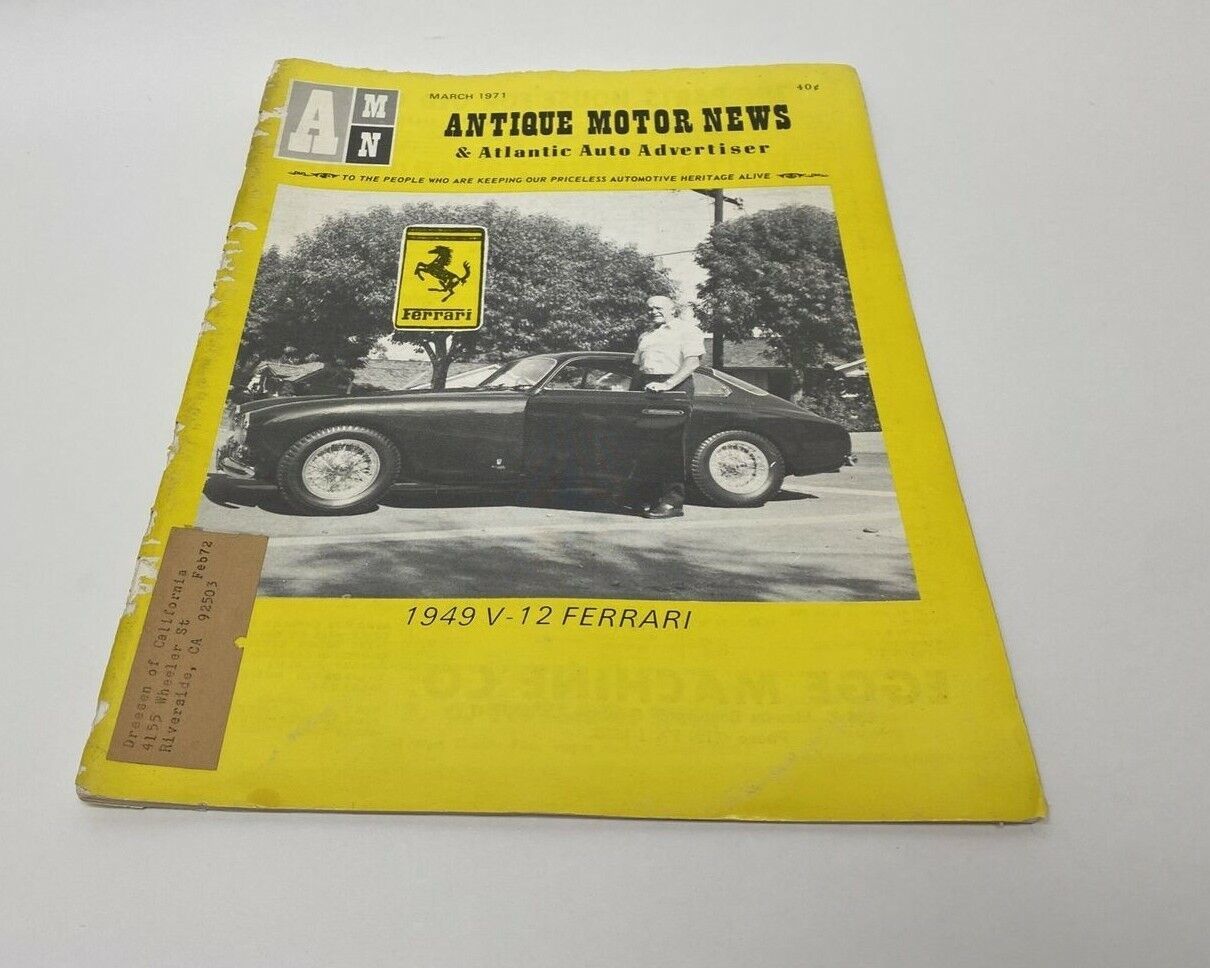 A M
N
MARCH 1971
40¢
ANTIQUE MOTOR NEWS
& Atlantic Auto Advertiser
TO THE PEOPLE WHO ARE KEEPING OUR PRICELESS AUTOMOTIVE HERITAGE ALIVE
Ferrari
1949 V-12 FERRARI
Dressen of California
4155 Wheeler St Feb72
Riverside, CA 92503